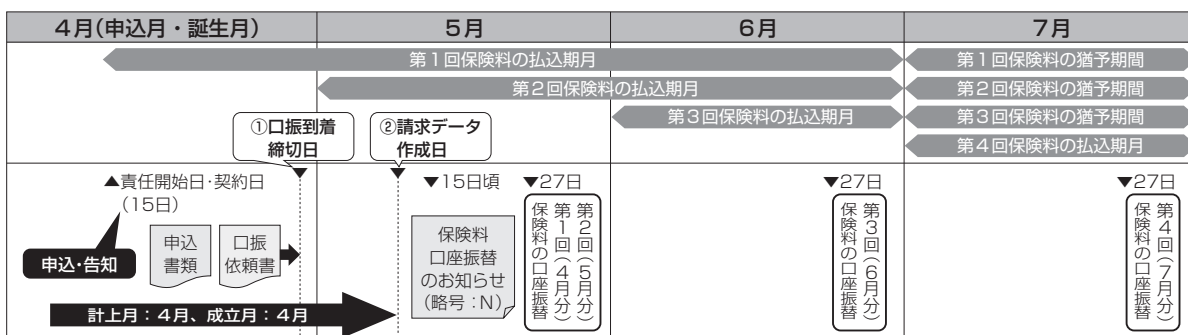 4月(申込月・誕生月)
5月
6月
7月
第1回保険料の払込期月
第1回保険料の猶予期間
第2回保険料の払込期月
第2回保険料の猶予期間
第3回保険料の払込期月
第3回保険料の猶予期間
第4回保険料の払込期月
①口振到着
締切日
②請求データ
作成日
▲責任開始日・契約日
(15日)
申込・告知
申込
書類
口振
依頼書
計上月：4月、成立月：4月
▼15日頃
保険料
口座振替
のお知らせ
(略号：N)
▼27日
第2回(5月分)
第1回(4月分)
保険料の口座振替
▼27日
第3回(6月分)
保険料の口座振替
▼27日
第4回(7月分)
保険料の口座振替